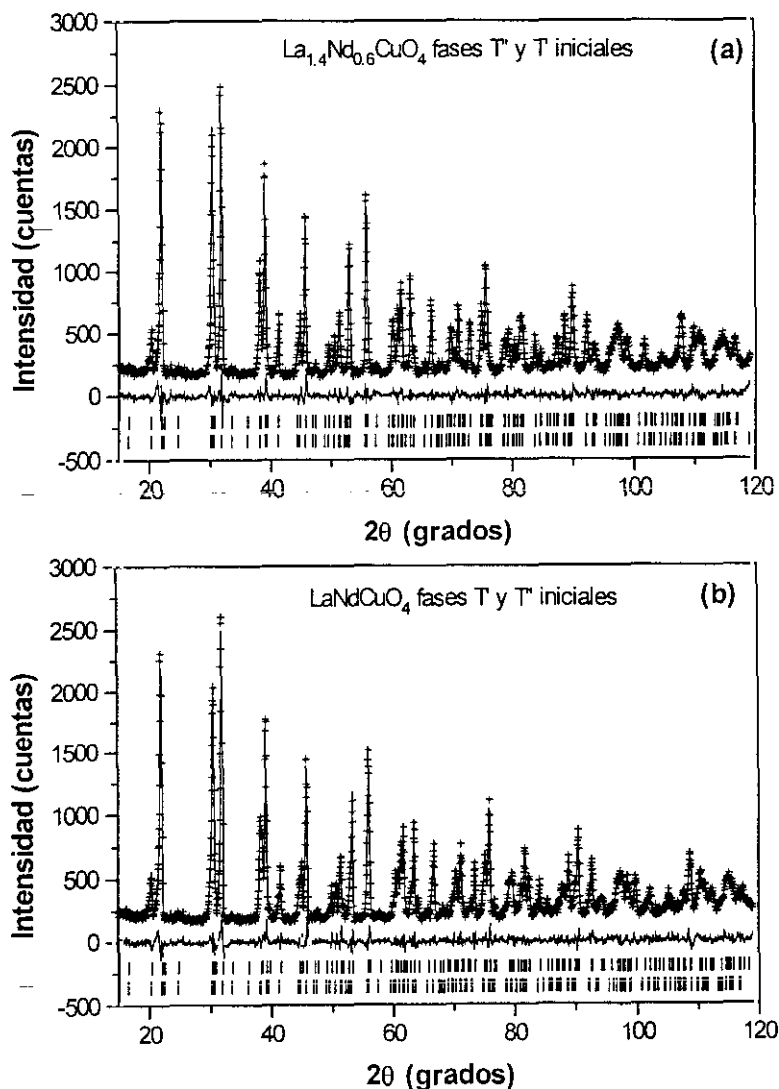 3000
La1.4Nd0.6CuO4 fases T" y T' iniciales (a)
2500
2000
1500
1000
500
0
-500
Intensidad (cuentas)
20 40 60 80 100 120
2θ (grados)
3000
LaNdCuO4 fases T' y T" iniciales (b)
2500
2000
1500
1000
500
0
-500
Intensidad (cuentas)
20 40 60 80 100 120
2θ (grados)